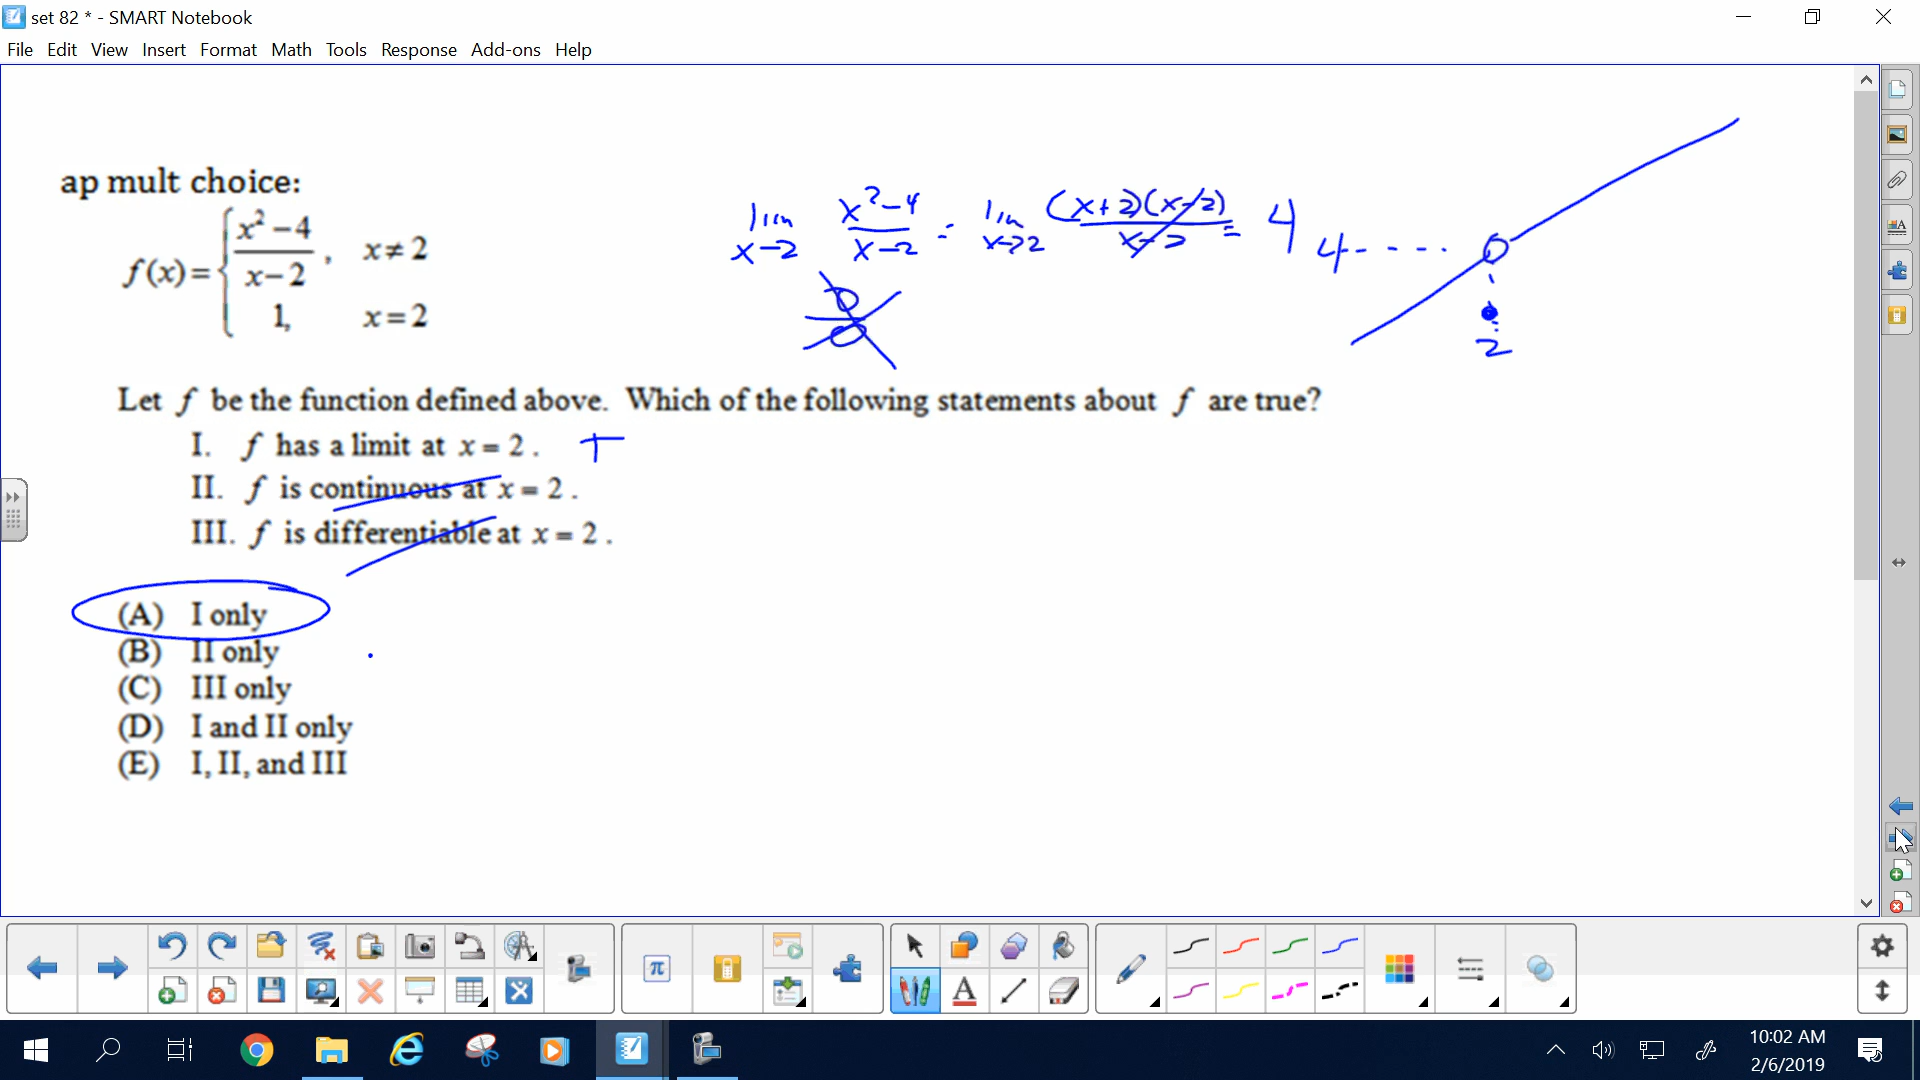 set 82 * - SMART Notebook
File Edit View Insert Format Math Tools Response Add-ons Help
ap mult choice:
f(x) = { (x² − 4)/(x − 2), x ≠ 2
1, x = 2
lim x→2 (x²−4)/(x−2) = lim x→2 (x+2)(x−2)/(x−2) = 4
0/0
4 - - - -
2
Let f be the function defined above. Which of the following statements about f are true?
I. f has a limit at x = 2. T
II. f is continuous at x = 2.
III. f is differentiable at x = 2.
(A) I only
(B) II only
(C) III only
(D) I and II only
(E) I, II, and III
10:02 AM
2/6/2019